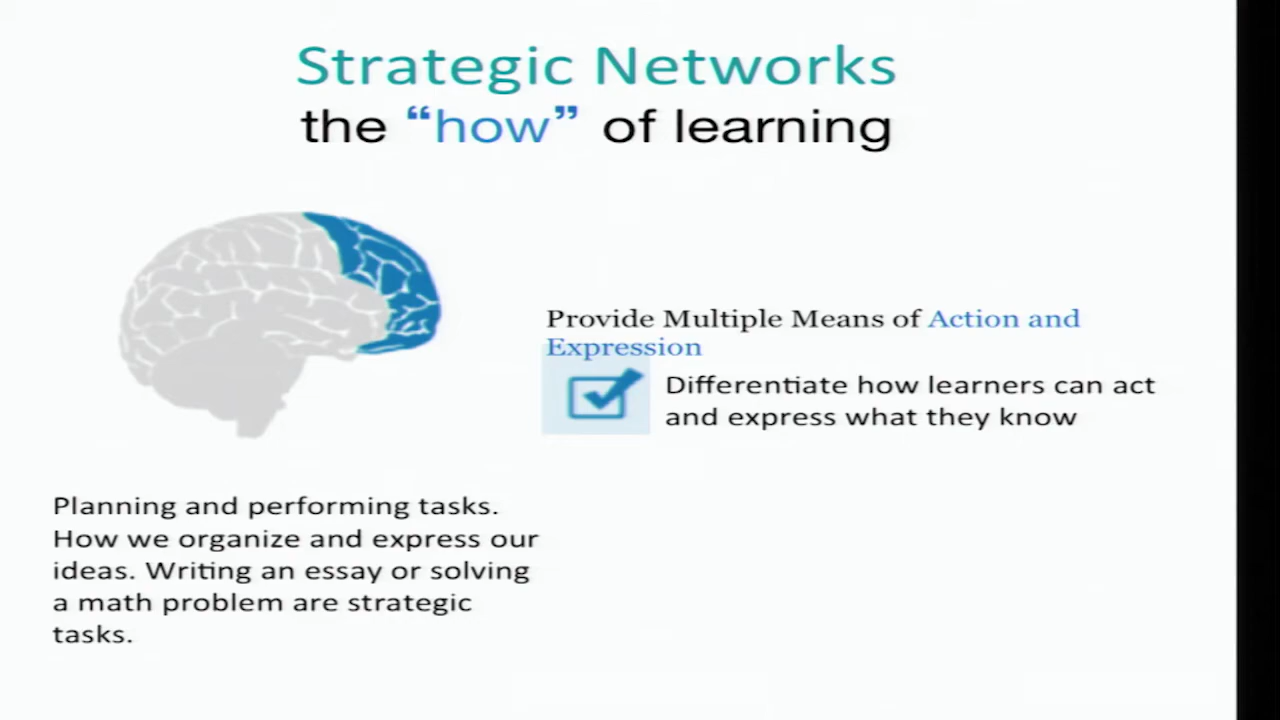 Strategic Networks
the “how” of learning
Provide Multiple Means of Action and
Expression
Differentiate how learners can act
and express what they know
Planning and performing tasks.
How we organize and express our
ideas. Writing an essay or solving
a math problem are strategic
tasks.